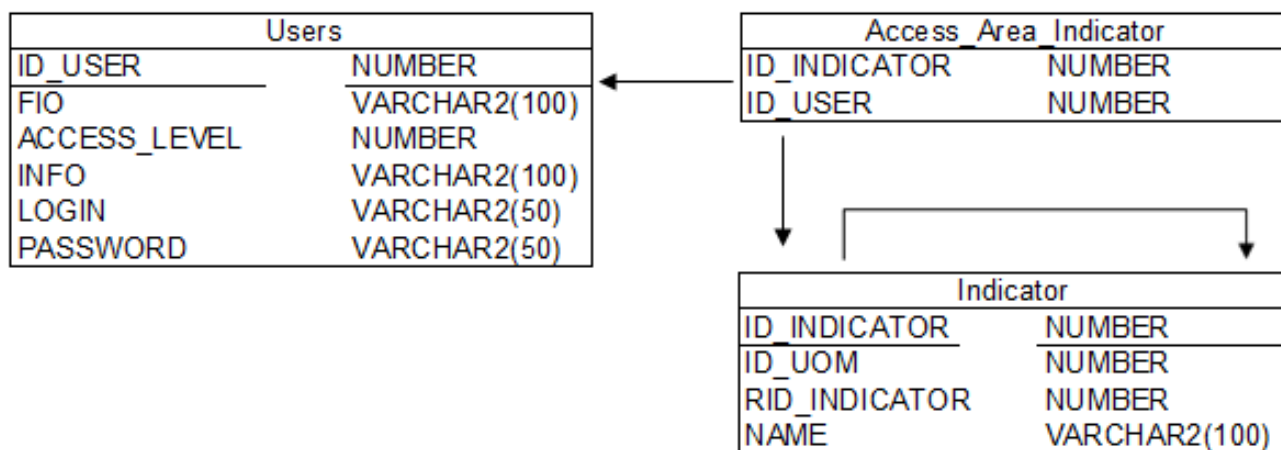 Users
ID_USER NUMBER
FIO VARCHAR2(100)
ACCESS_LEVEL NUMBER
INFO VARCHAR2(100)
LOGIN VARCHAR2(50)
PASSWORD VARCHAR2(50)
Access_Area_Indicator
ID_INDICATOR NUMBER
ID_USER NUMBER
Indicator
ID_INDICATOR NUMBER
ID_UOM NUMBER
RID_INDICATOR NUMBER
NAME VARCHAR2(100)